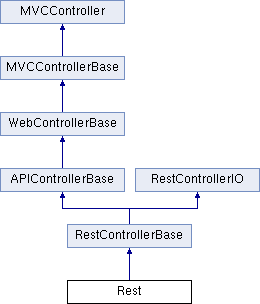 MVCController
MVCControllerBase
WebControllerBase
APIControllerBase
RestControllerIO
RestControllerBase
Rest